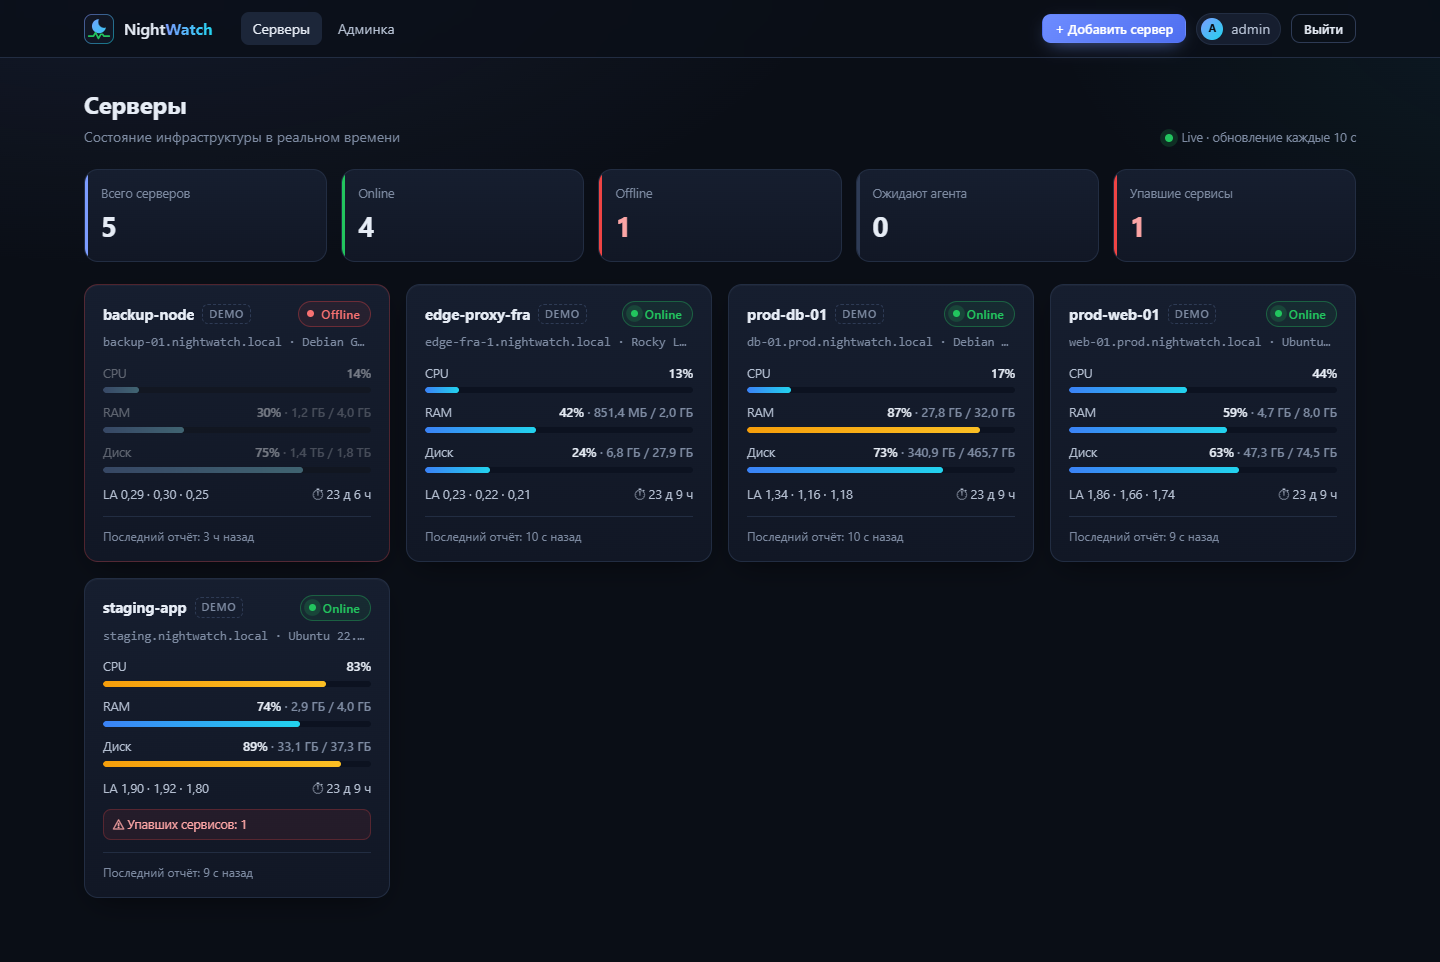 NightWatch Серверы Админка + Добавить сервер A admin Выйти
Серверы
Состояние инфраструктуры в реальном времени
Live · обновление каждые 10 с
Всего серверов
5
Online
4
Offline
1
Ожидают агента
0
Упавшие сервисы
1
backup-node DEMO Offline
backup-01.nightwatch.local · Debian G…
CPU 14%
RAM 30% · 1,2 ГБ / 4,0 ГБ
Диск 75% · 1,4 ТБ / 1,8 ТБ
LA 0,29 · 0,30 · 0,25 ⏱ 23 д 6 ч
Последний отчёт: 3 ч назад
edge-proxy-fra DEMO Online
edge-fra-1.nightwatch.local · Rocky L…
CPU 13%
RAM 42% · 851,4 МБ / 2,0 ГБ
Диск 24% · 6,8 ГБ / 27,9 ГБ
LA 0,23 · 0,22 · 0,21 ⏱ 23 д 9 ч
Последний отчёт: 10 с назад
prod-db-01 DEMO Online
db-01.prod.nightwatch.local · Debian …
CPU 17%
RAM 87% · 27,8 ГБ / 32,0 ГБ
Диск 73% · 340,9 ГБ / 465,7 ГБ
LA 1,34 · 1,16 · 1,18 ⏱ 23 д 9 ч
Последний отчёт: 10 с назад
prod-web-01 DEMO Online
web-01.prod.nightwatch.local · Ubuntu…
CPU 44%
RAM 59% · 4,7 ГБ / 8,0 ГБ
Диск 63% · 47,3 ГБ / 74,5 ГБ
LA 1,86 · 1,66 · 1,74 ⏱ 23 д 9 ч
Последний отчёт: 9 с назад
staging-app DEMO Online
staging.nightwatch.local · Ubuntu 22.…
CPU 83%
RAM 74% · 2,9 ГБ / 4,0 ГБ
Диск 89% · 33,1 ГБ / 37,3 ГБ
LA 1,90 · 1,92 · 1,80 ⏱ 23 д 9 ч
⚠ Упавших сервисов: 1
Последний отчёт: 9 с назад